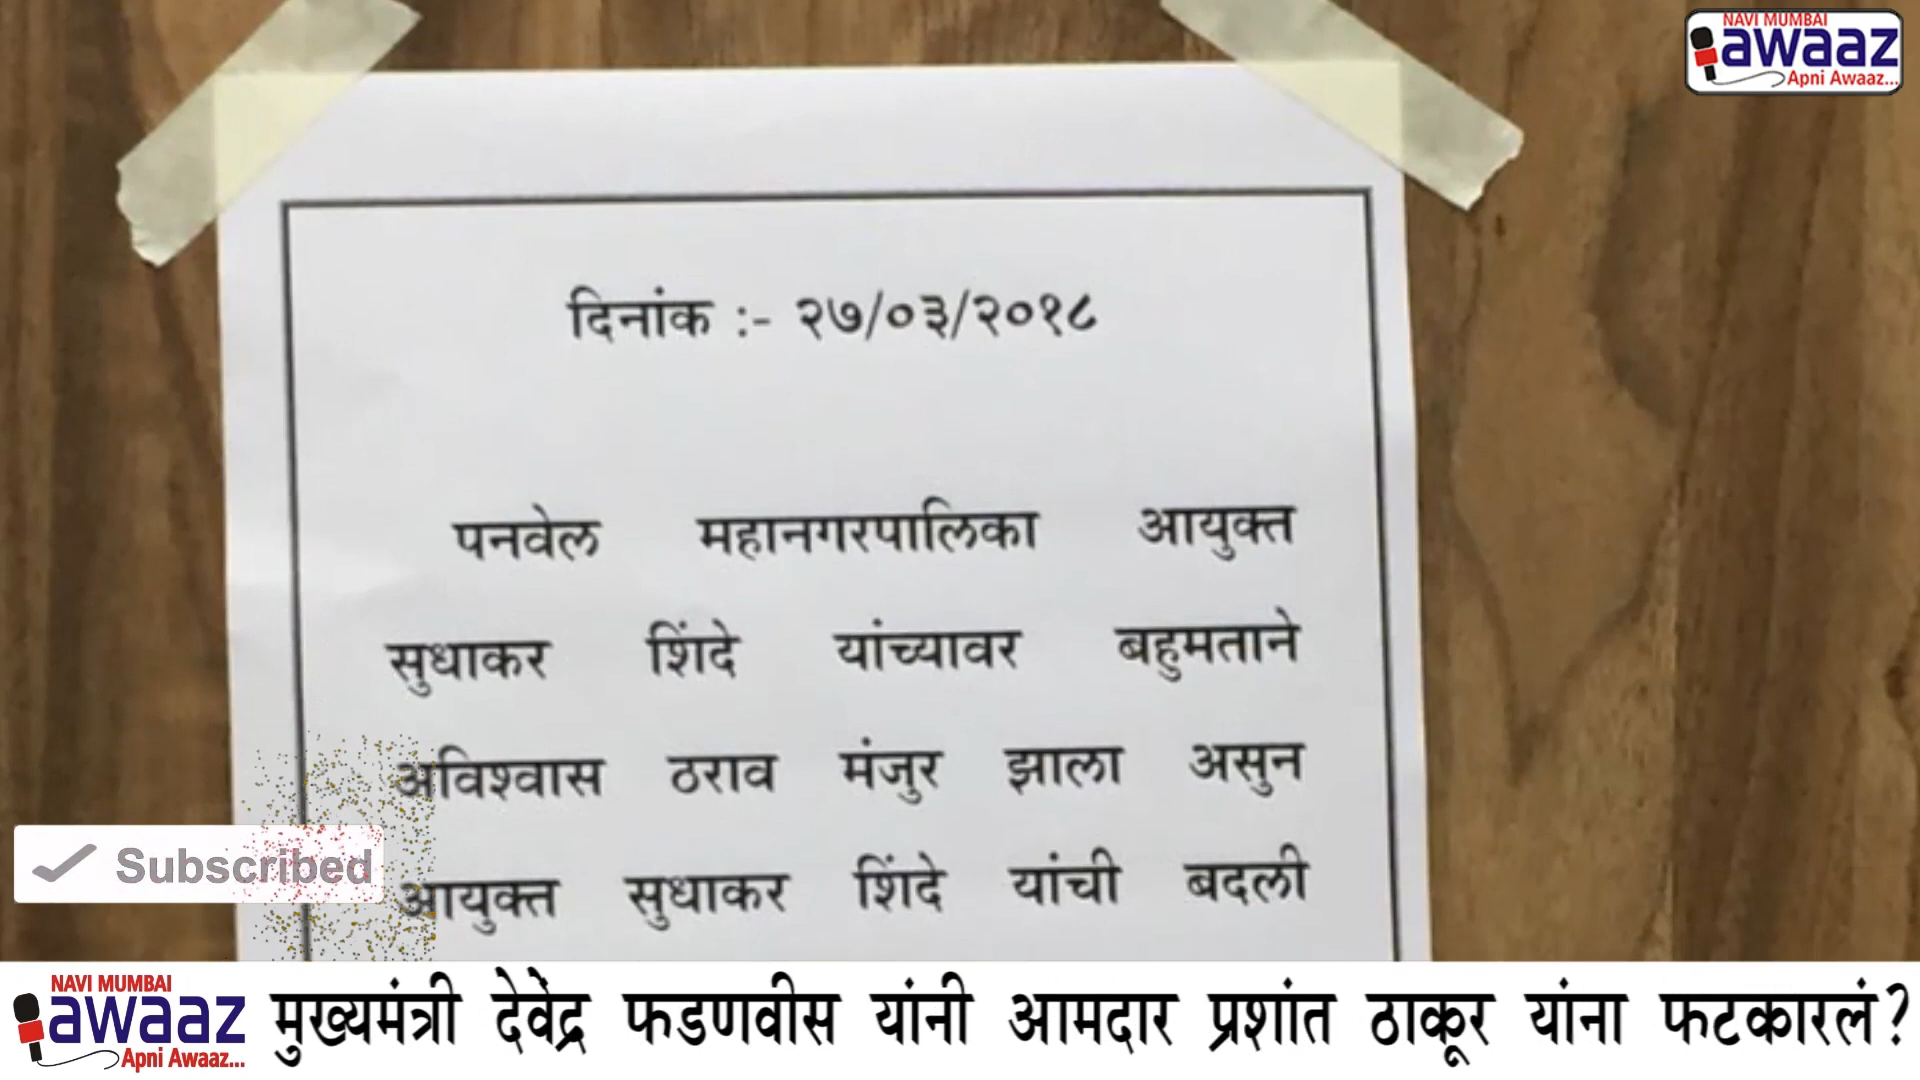 NAVI MUMBAI
awaaz
Apni Awaaz...
दिनांक :- २७/०३/२०१८
पनवेल महानगरपालिका आयुक्त
सुधाकर शिंदे यांच्यावर बहुमताने
अविश्वास ठराव मंजुर झाला असुन
आयुक्त सुधाकर शिंदे यांची बदली
Subscribed
NAVI MUMBAI
awaaz
Apni Awaaz...
मुख्यमंत्री देवेंद्र फडणवीस यांनी आमदार प्रशांत ठाकूर यांना फटकारलं?